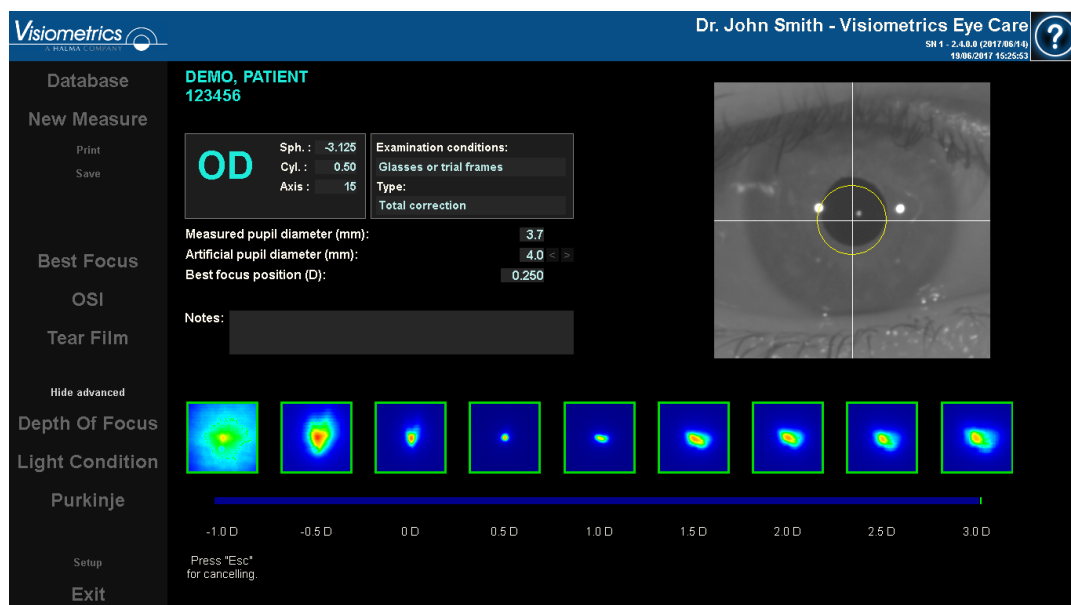 Visiometrics
A HALMA COMPANY
Dr. John Smith - Visiometrics Eye Care
SN 1 - 2.4.0.0 (2017/06/14)
19/06/2017 15:25:53
?
Database
New Measure
Print
Save
Best Focus
OSI
Tear Film
Hide advanced
Depth Of Focus
Light Condition
Purkinje
Setup
Exit
DEMO, PATIENT
123456
OD
Sph. : -3.125
Cyl. : 0.50
Axis : 15
Examination conditions:
Glasses or trial frames
Type:
Total correction
Measured pupil diameter (mm): 3.7
Artificial pupil diameter (mm): 4.0 < >
Best focus position (D): 0.250
Notes:
-1.0 D -0.5 D 0 D 0.5 D 1.0 D 1.5 D 2.0 D 2.5 D 3.0 D
Press "Esc"
for cancelling.